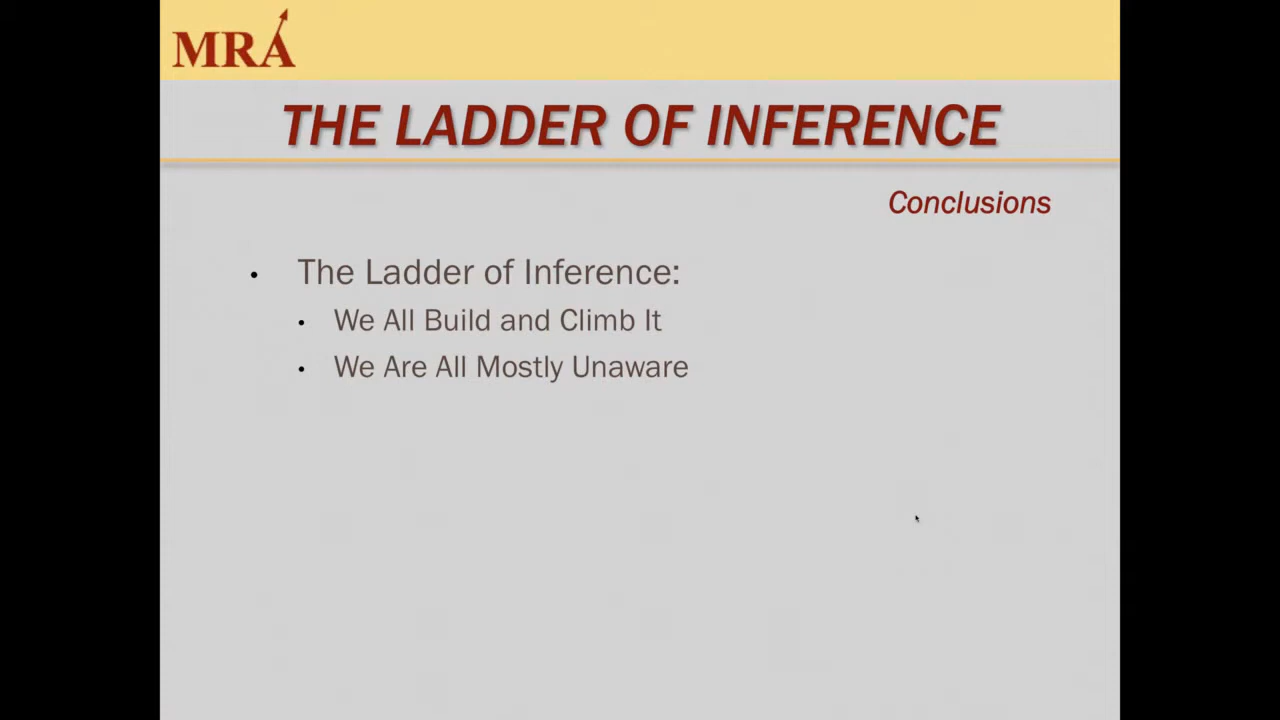 MRA
THE LADDER OF INFERENCE
Conclusions
• The Ladder of Inference:
• We All Build and Climb It
• We Are All Mostly Unaware